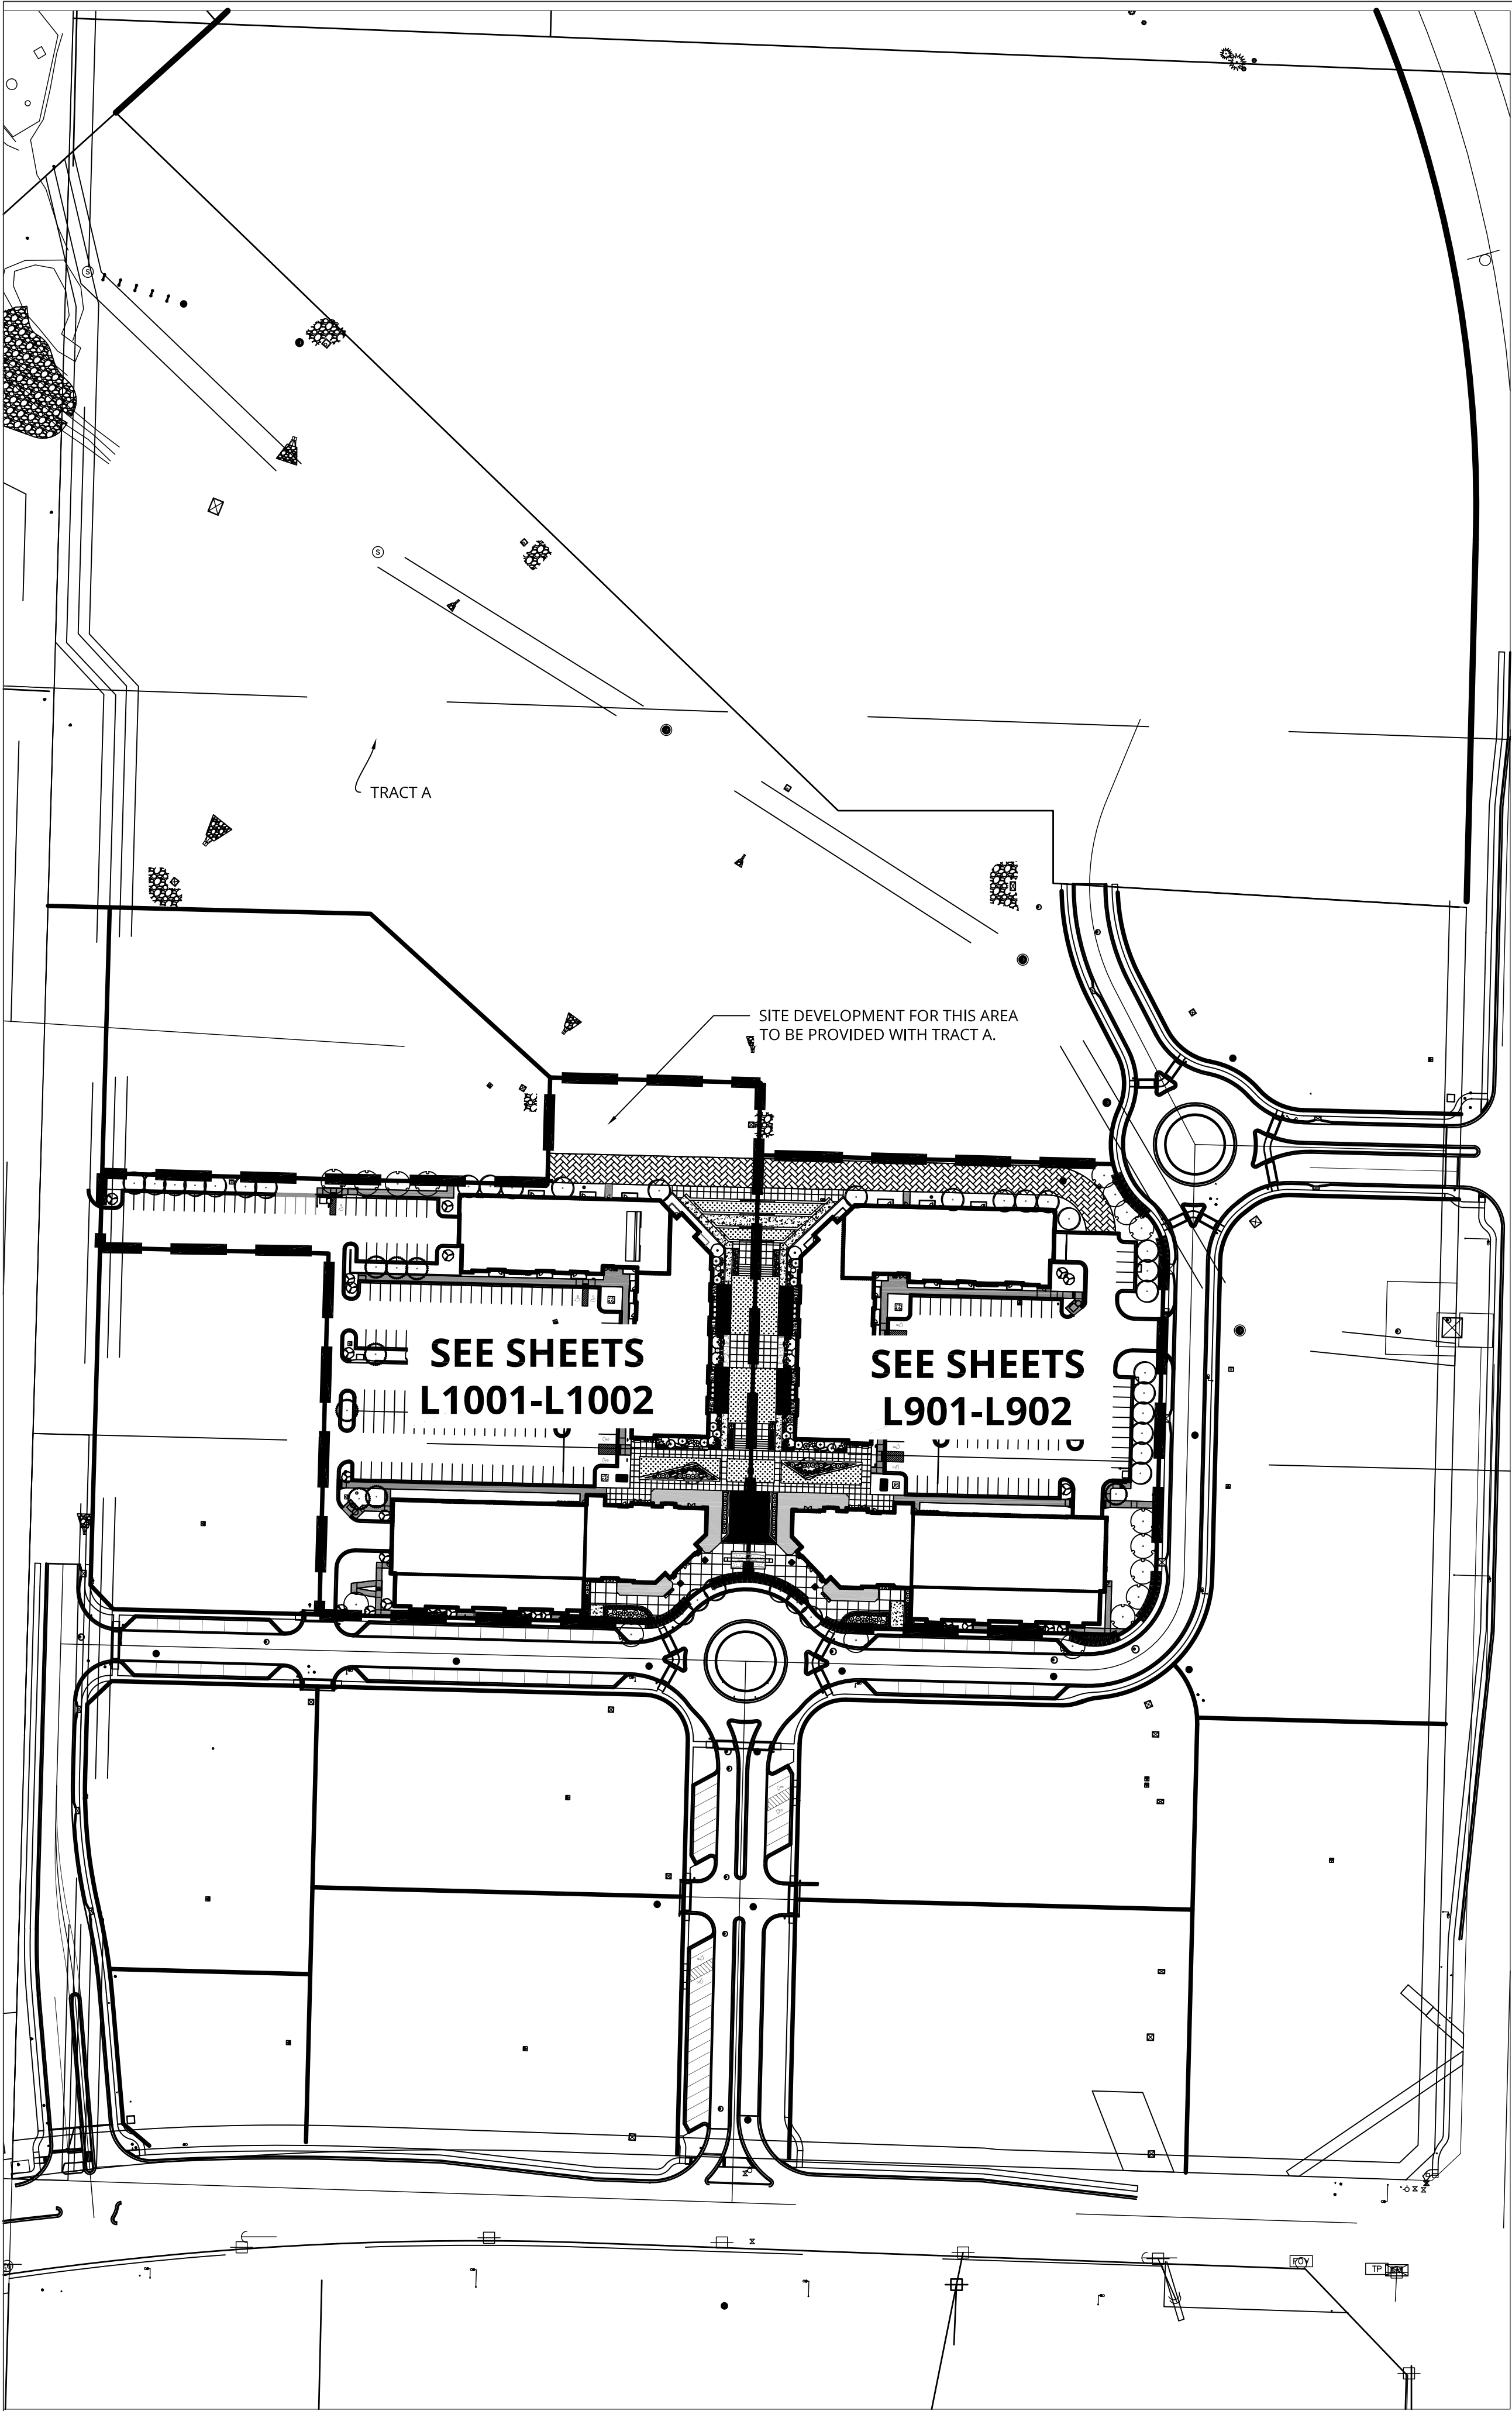 S
S
TRACT A
SITE DEVELOPMENT FOR THIS AREA
TO BE PROVIDED WITH TRACT A.
SEE SHEETS
L1001-L1002
SEE SHEETS
L901-L902
TP